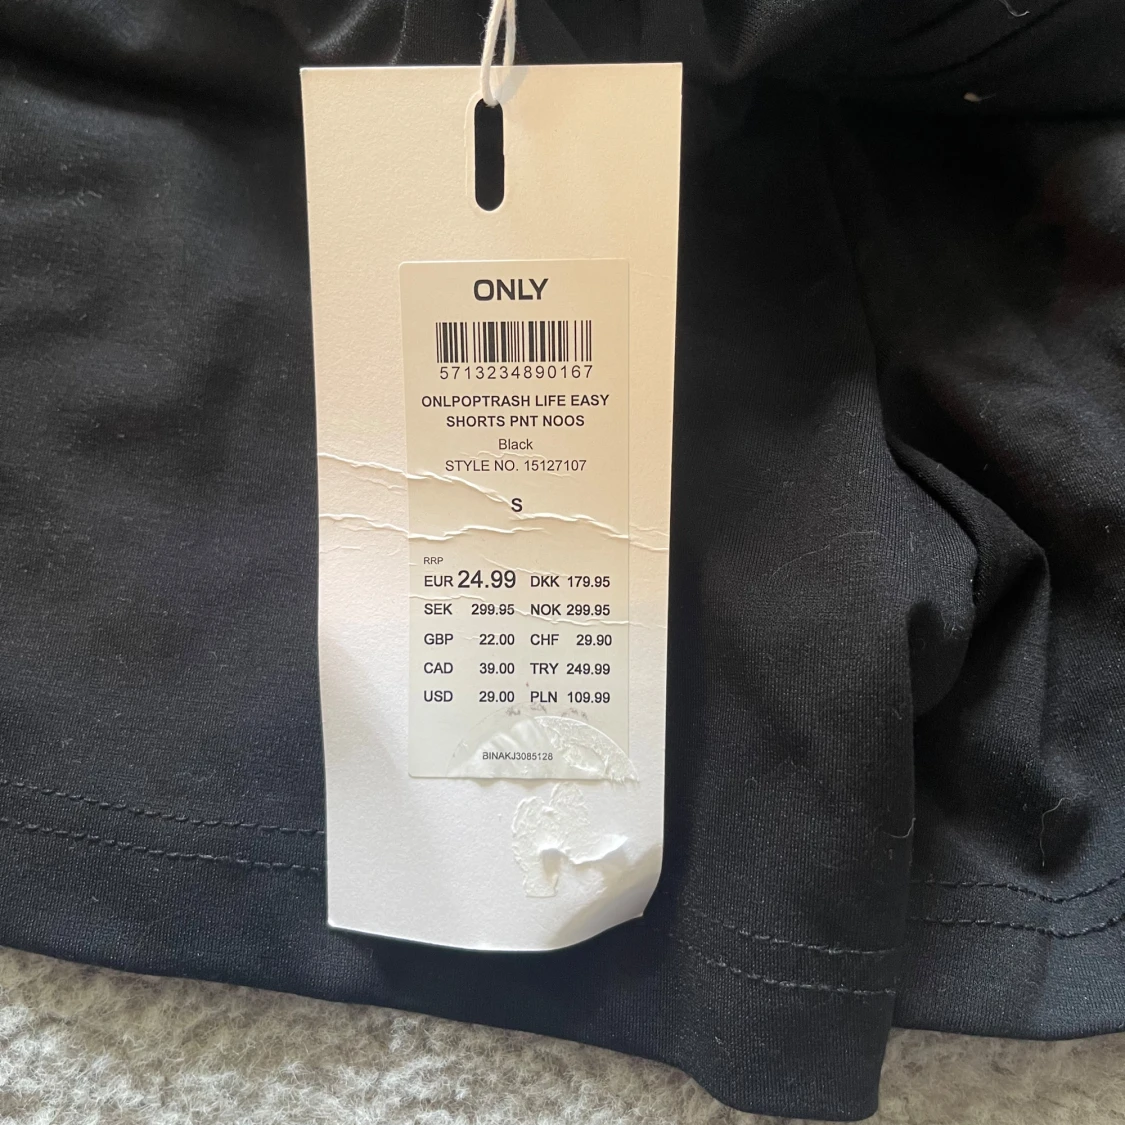 ONLY
5713234890167
ONLPOPTRASH LIFE EASY
SHORTS PNT NOOS
Black
STYLE NO. 15127107
S
RRP
EUR 24.99 DKK 179.95
SEK 299.95 NOK 299.95
GBP 22.00 CHF 29.90
CAD 39.00 TRY 249.99
USD 29.00 PLN 109.99
BINAKJ3085128